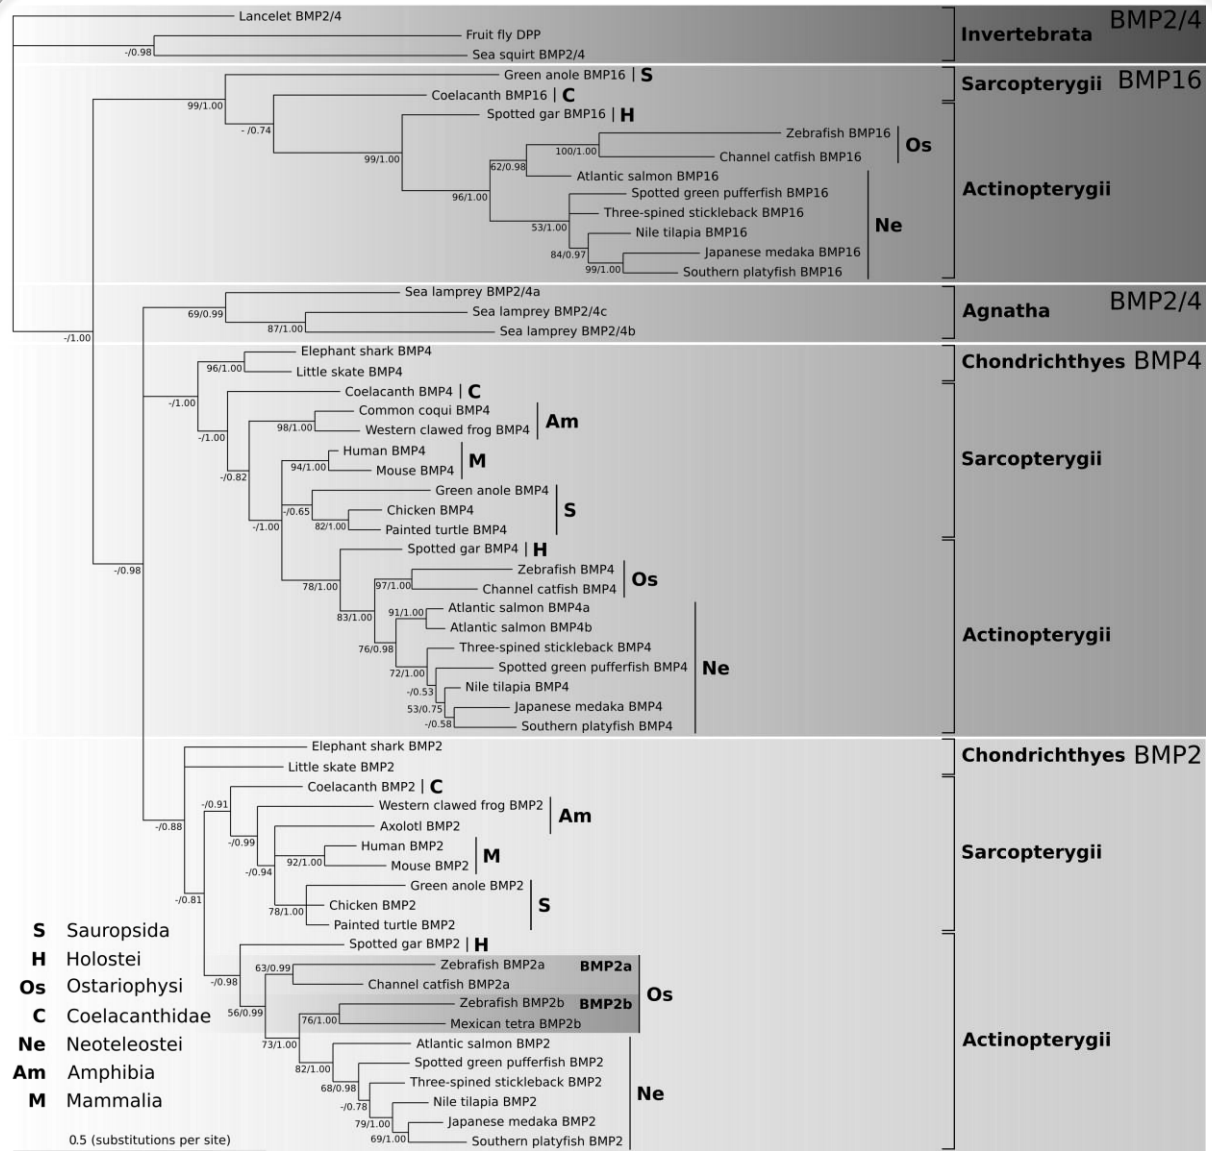 Lancelet BMP2/4
BMP2/4
Fruit fly DPP
Invertebrata
-/0.98
Sea squirt BMP2/4
Green anole BMP16 | S
Sarcopterygii BMP16
99/1.00
Coelacanth BMP16 | C
Spotted gar BMP16 | H
- /0.74
Zebrafish BMP16
Os
100/1.00
Channel catfish BMP16
99/1.00
62/0.98
Atlantic salmon BMP16
Actinopterygii
96/1.00
Spotted green pufferfish BMP16
Three-spined stickleback BMP16
Ne
53/1.00
Nile tilapia BMP16
84/0.97
Japanese medaka BMP16
99/1.00
Southern platyfish BMP16
Sea lamprey BMP2/4a
BMP2/4
69/0.99
Sea lamprey BMP2/4c
Agnatha
87/1.00
Sea lamprey BMP2/4b
-/1.00
Elephant shark BMP4
Chondrichthyes BMP4
96/1.00
Little skate BMP4
Coelacanth BMP4 | C
-/1.00
Common coqui BMP4
Am
98/1.00
Western clawed frog BMP4
-/1.00
Human BMP4
M
Sarcopterygii
94/1.00
Mouse BMP4
-/0.82
Green anole BMP4
-/0.65
Chicken BMP4
S
-/1.00
82/1.00
Painted turtle BMP4
Spotted gar BMP4 | H
-/0.98
Zebrafish BMP4
Os
78/1.00
97/1.00
Channel catfish BMP4
91/1.00
Atlantic salmon BMP4a
83/1.00
Atlantic salmon BMP4b
Actinopterygii
76/0.98
Three-spined stickleback BMP4
72/1.00
Spotted green pufferfish BMP4
Ne
-/0.53
Nile tilapia BMP4
53/0.75
Japanese medaka BMP4
-/0.58
Southern platyfish BMP4
Elephant shark BMP2
Chondrichthyes BMP2
Little skate BMP2
Coelacanth BMP2 | C
-/0.91
Western clawed frog BMP2
Am
-/0.88
Axolotl BMP2
-/0.99
Human BMP2
M
Sarcopterygii
92/1.00
Mouse BMP2
-/0.94
Green anole BMP2
-/0.81
Chicken BMP2
S
78/1.00
Painted turtle BMP2
S Sauropsida
Spotted gar BMP2 | H
H Holostei
63/0.99
Zebrafish BMP2a
BMP2a
-/0.98
Channel catfish BMP2a
Os
Os Ostariophysi
Zebrafish BMP2b
BMP2b
56/0.99
76/1.00
Mexican tetra BMP2b
C Coelacanthidae
Ne Neoteleostei
73/1.00
Atlantic salmon BMP2
Actinopterygii
82/1.00
Spotted green pufferfish BMP2
Am Amphibia
68/0.98
Three-spined stickleback BMP2
Ne
M Mammalia
-/0.78
Nile tilapia BMP2
79/1.00
Japanese medaka BMP2
69/1.00
Southern platyfish BMP2
0.5 (substitutions per site)